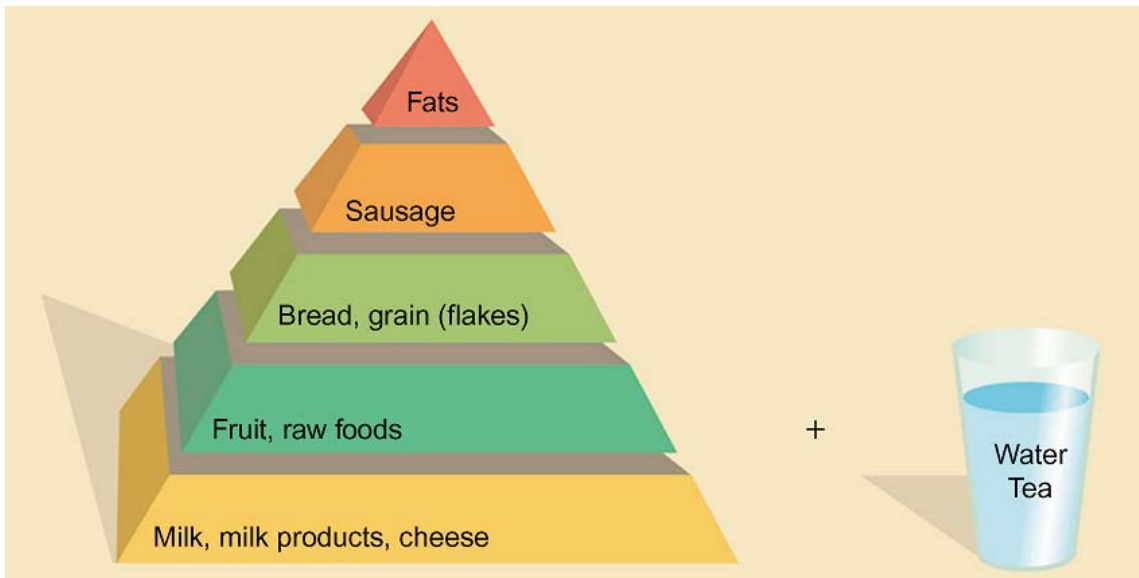 Fats
Sausage
Bread, grain (flakes)
Fruit, raw foods
+
Water
Tea
Milk, milk products, cheese